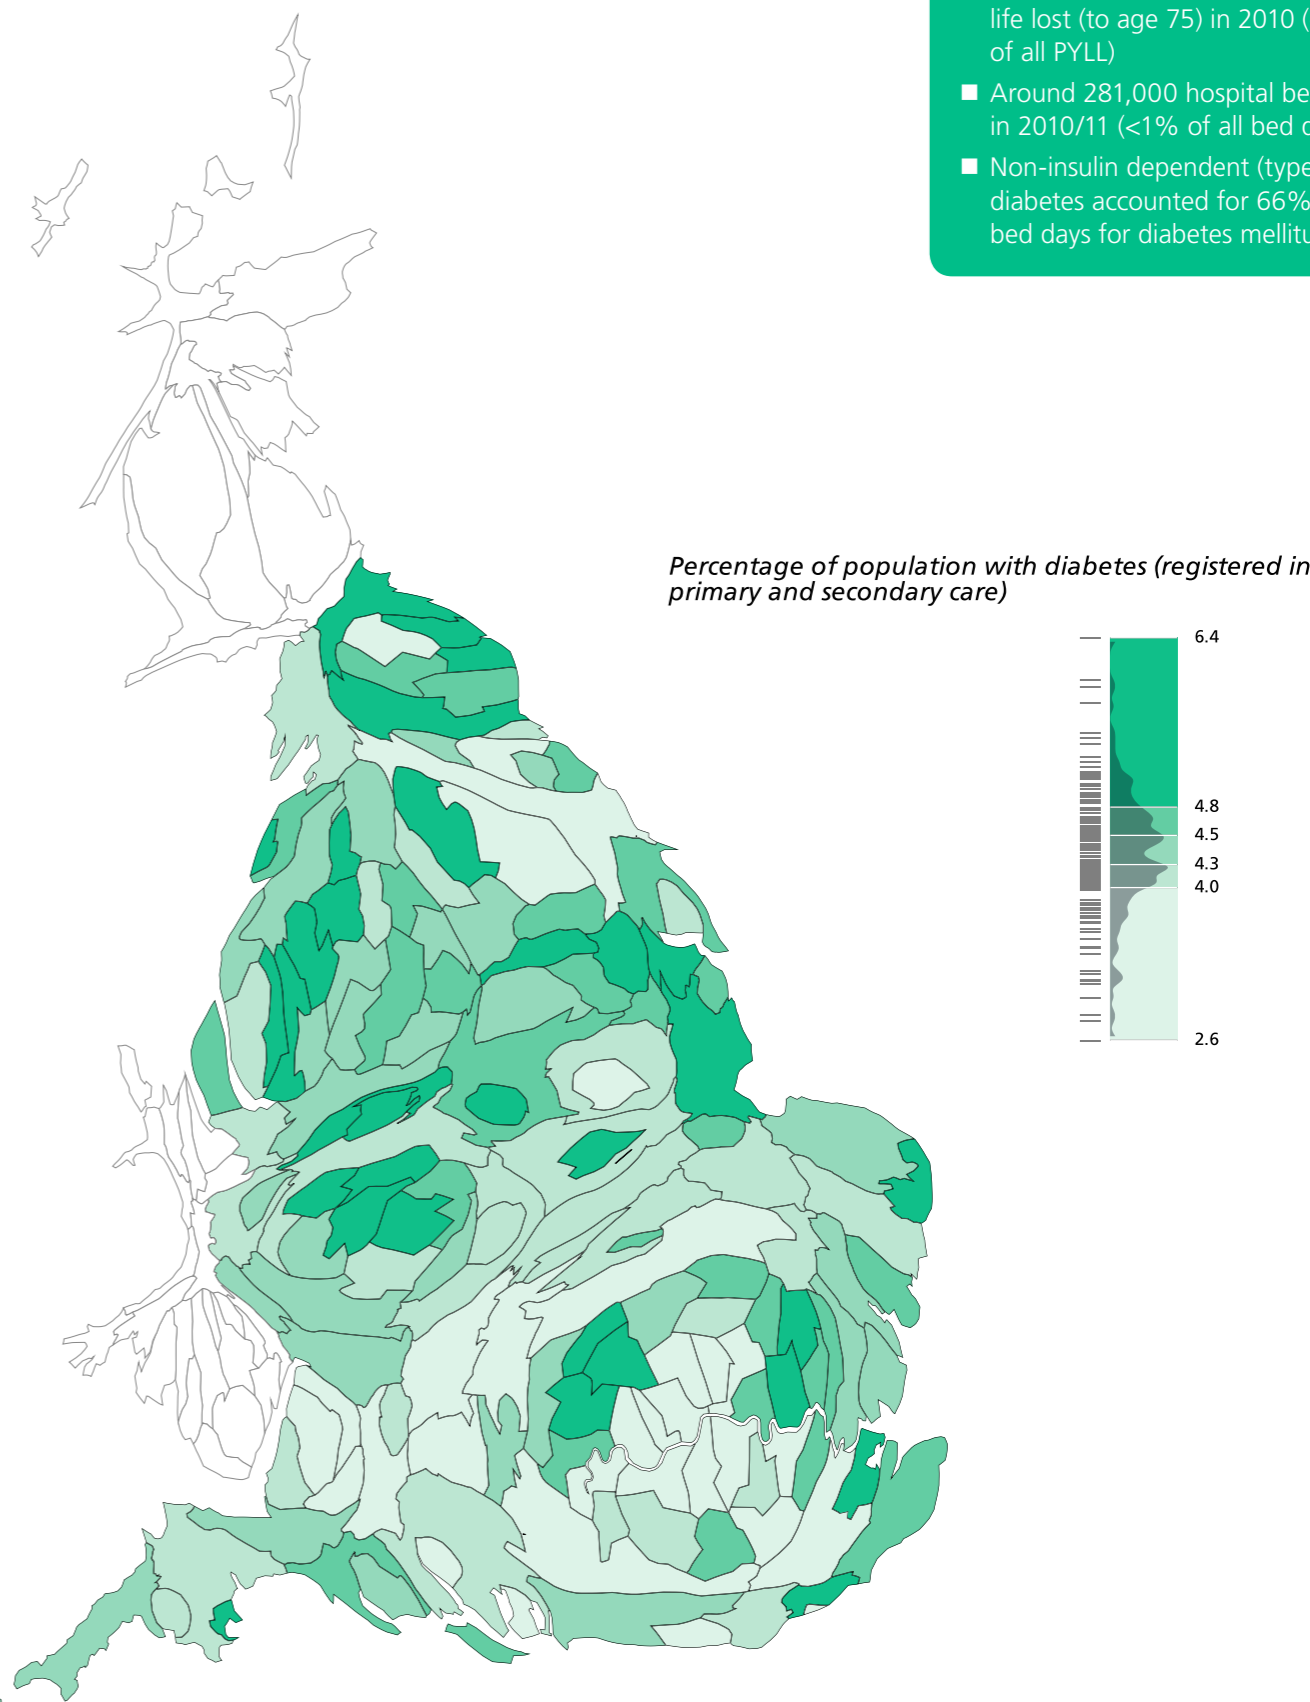 life lost (to age 75) in 2010 (
of all PYLL)
■ Around 281,000 hospital be
in 2010/11 (<1% of all bed d
■ Non-insulin dependent (type
diabetes accounted for 66%
bed days for diabetes mellitu
Percentage of population with diabetes (registered in
primary and secondary care)
6.4
4.8
4.5
4.3
4.0
2.6